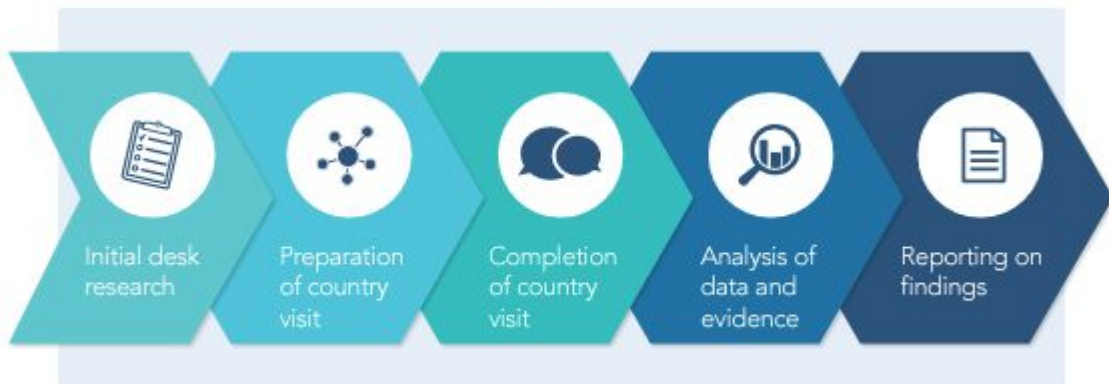 Initial desk
research
Preparation
of country
visit
Completion
of country
visit
Analysis of
data and
evidence
Reporting on
findings